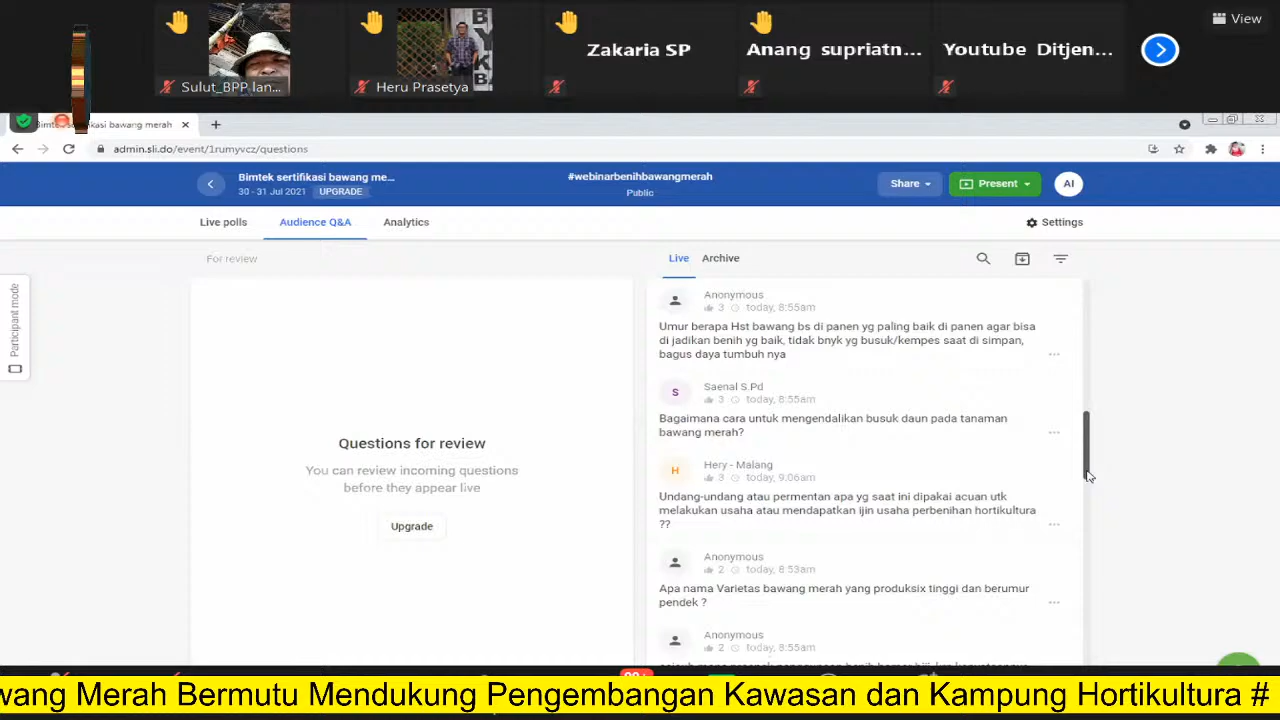 View
Sulut_BPP lan...
Heru Prasetya
Zakaria SP
Anang supriatn...
Youtube Ditjen...
kasi bawang merah
admin.sli.do/event/1rumyvcz/questions
Bimtek sertifikasi bawang me...
30 - 31 Jul 2021 UPGRADE
#webinarbenihbawangmerah
Public
Share
Present
AI
Live polls
Audience Q&A
Analytics
Settings
For review
Live
Archive
Participant mode
Questions for review
You can review incoming questions
before they appear live
Upgrade
Anonymous
3 today, 8:55am
Umur berapa Hst bawang bs di panen yg paling baik di panen agar bisa
di jadikan benih yg baik, tidak bnyk yg busuk/kempes saat di simpan,
bagus daya tumbuh nya
S
Saenal S.Pd
3 today, 8:55am
Bagaimana cara untuk mengendalikan busuk daun pada tanaman
bawang merah?
H
Hery - Malang
3 today, 9:06am
Undang-undang atau permentan apa yg saat ini dipakai acuan utk
melakukan usaha atau mendapatkan ijin usaha perbenihan hortikultura
??
Anonymous
2 today, 8:53am
Apa nama Varietas bawang merah yang produksix tinggi dan berumur
pendek ?
Anonymous
2 today, 8:55am
wang Merah Bermutu Mendukung Pengembangan Kawasan dan Kampung Hortikultura #